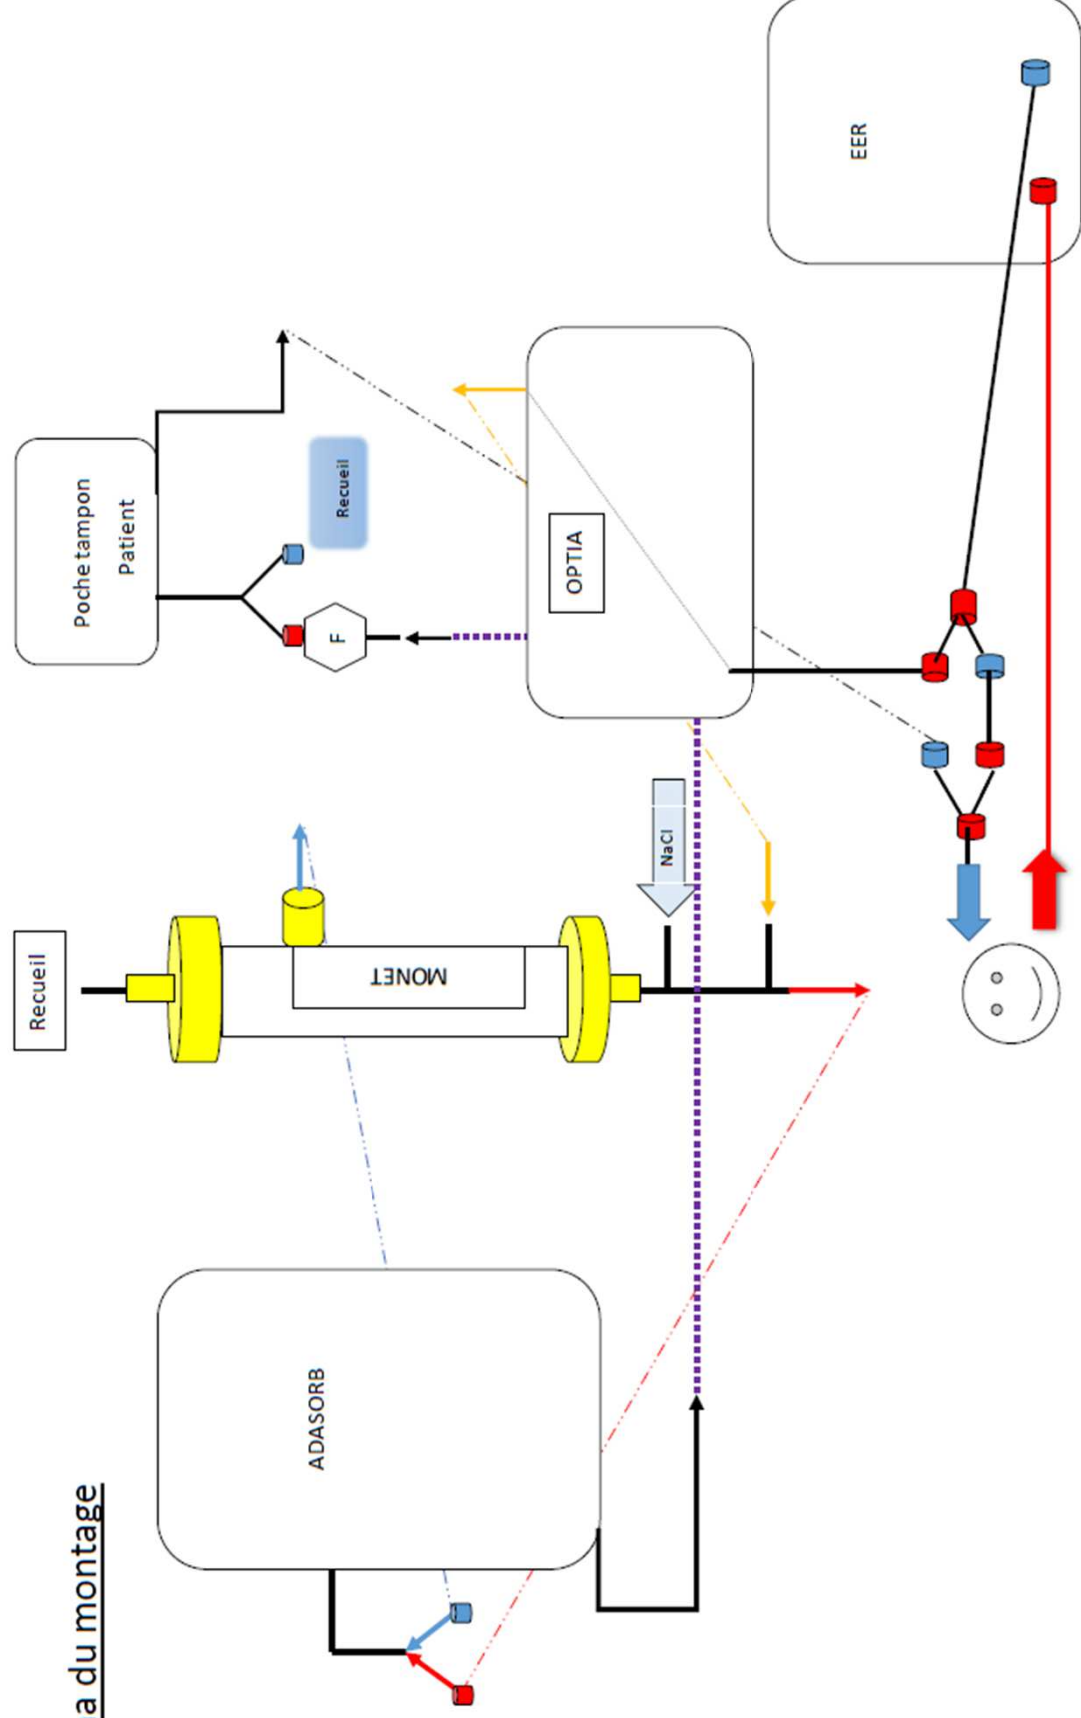 a du montage
Recueil
Poche tampon
Patient
Recueil
F
EER
ADASORB
MONET
OPTIA
NaCl